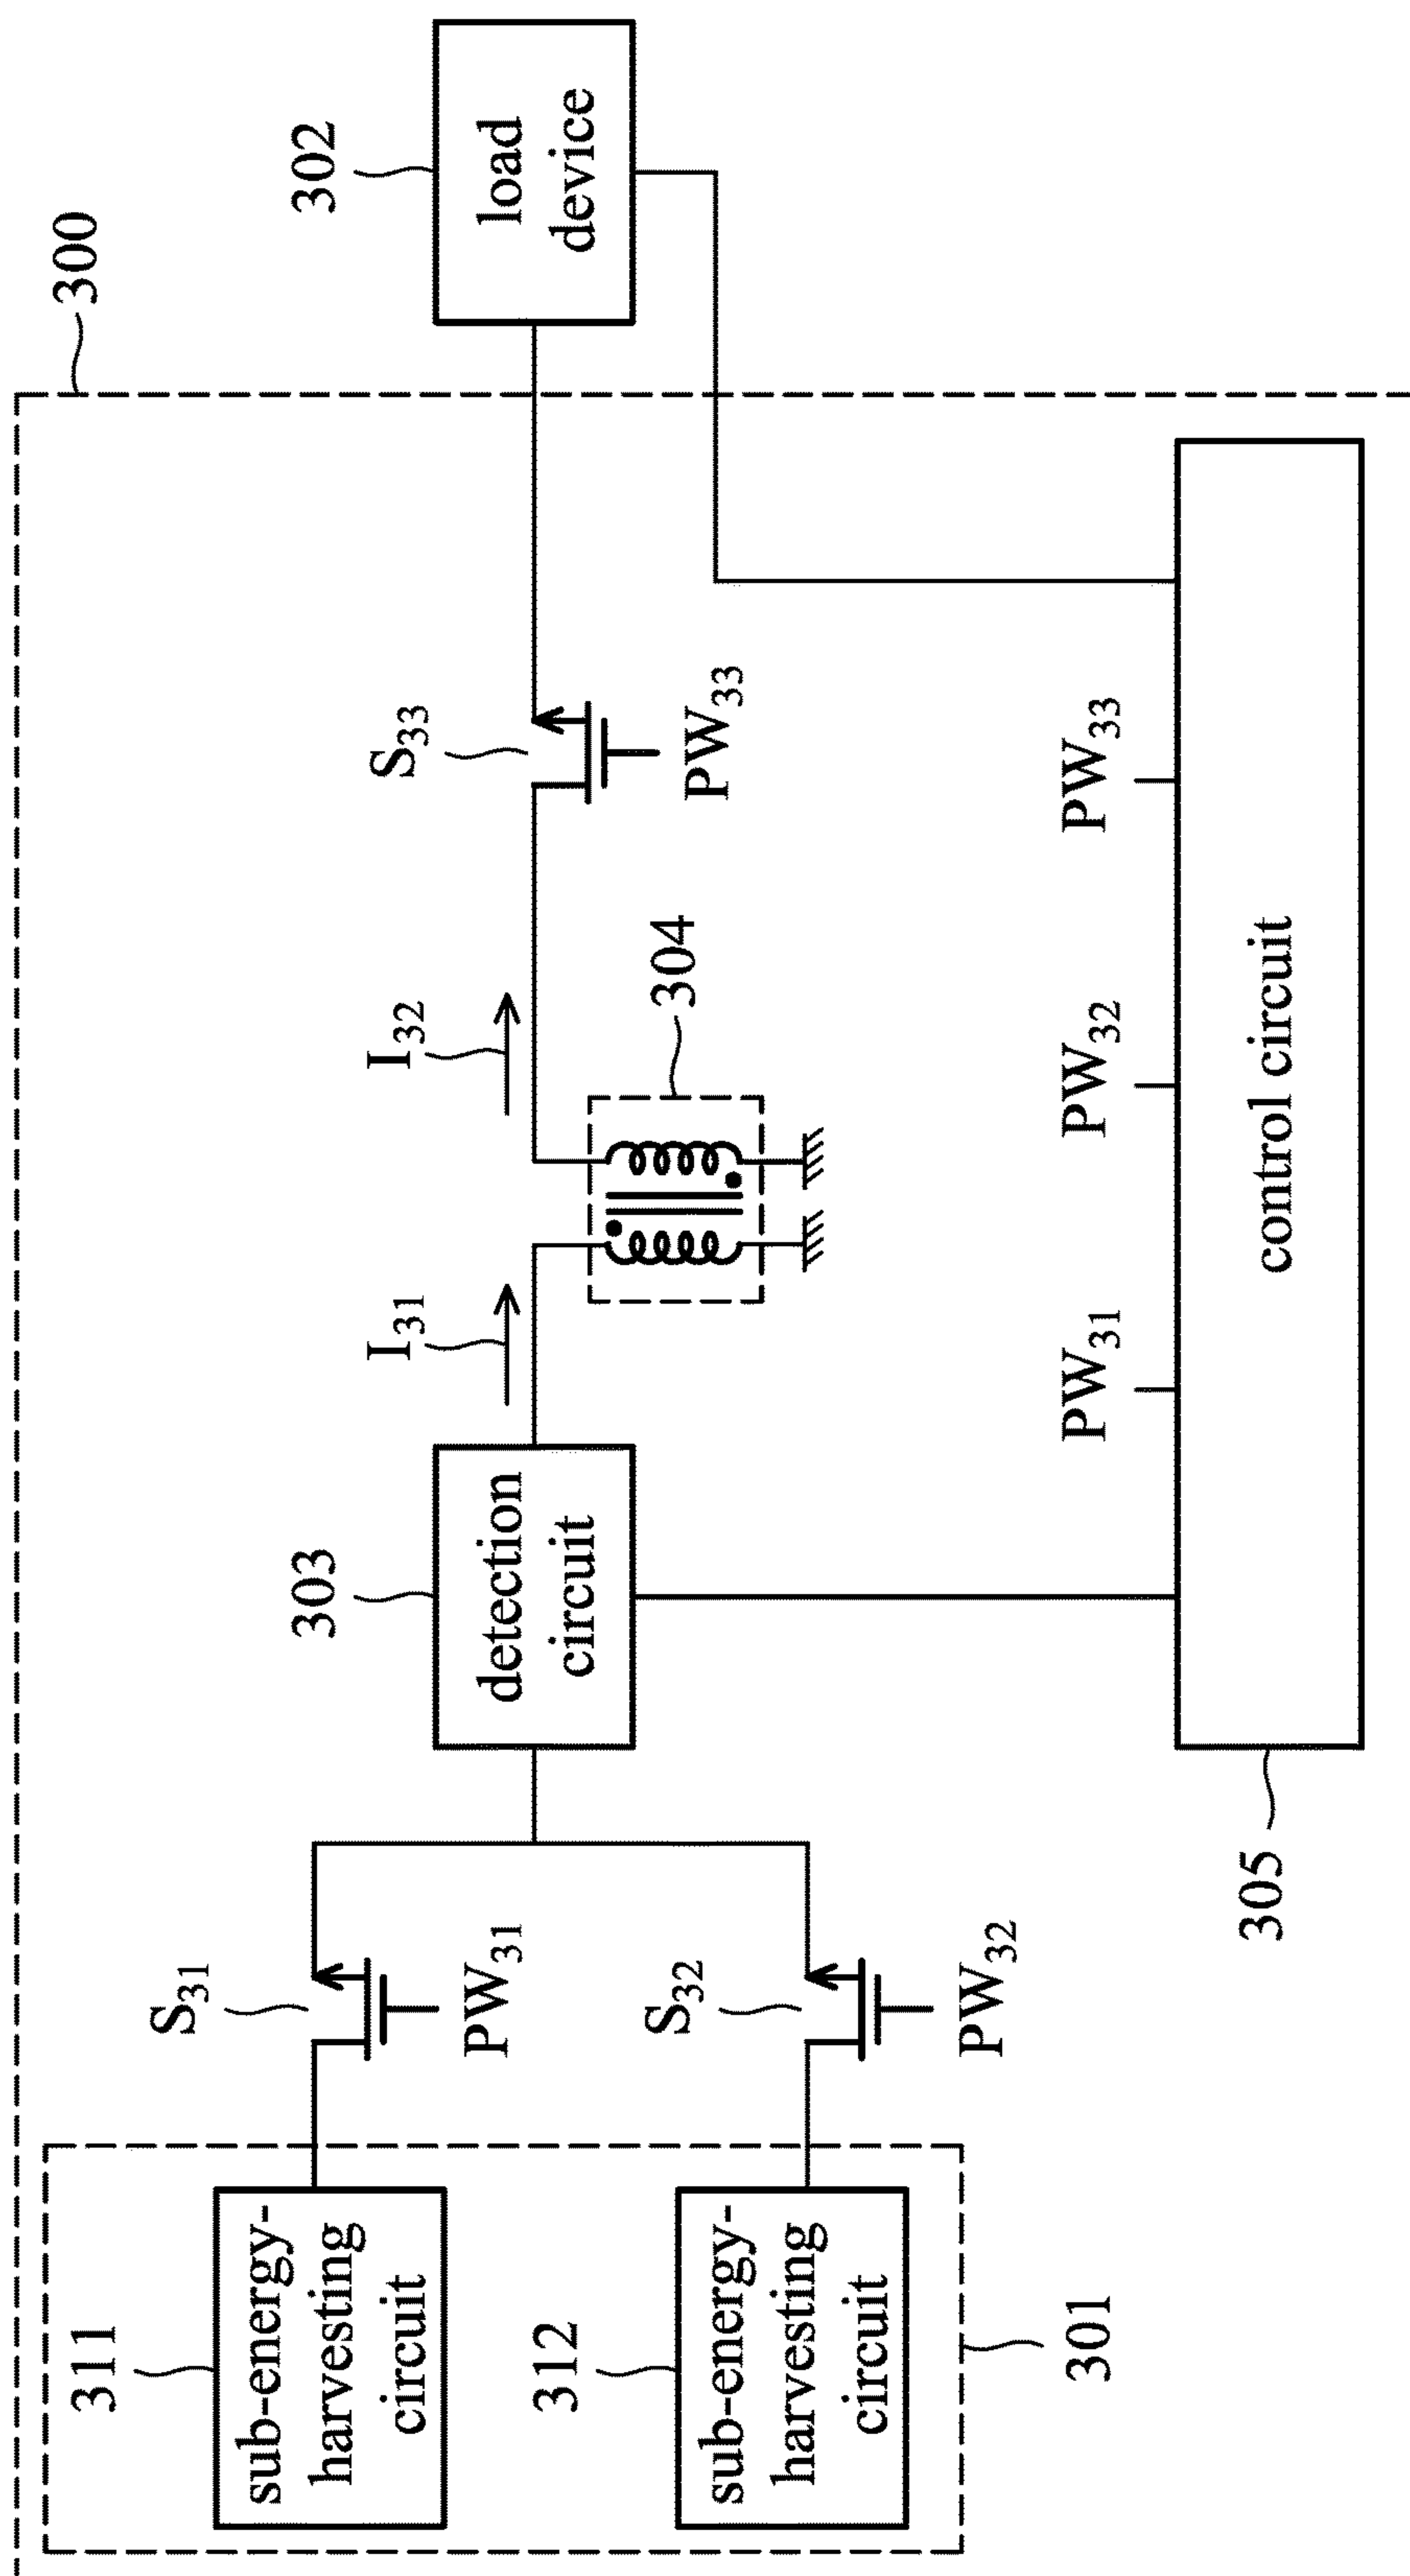 300
311
sub-energy-
harvesting
circuit
312
sub-energy-
harvesting
circuit
301
S31
PW31
S32
PW32
303
detection
circuit
I31
I32
304
S33
PW33
302
load
device
PW31
PW32
PW33
control circuit
305